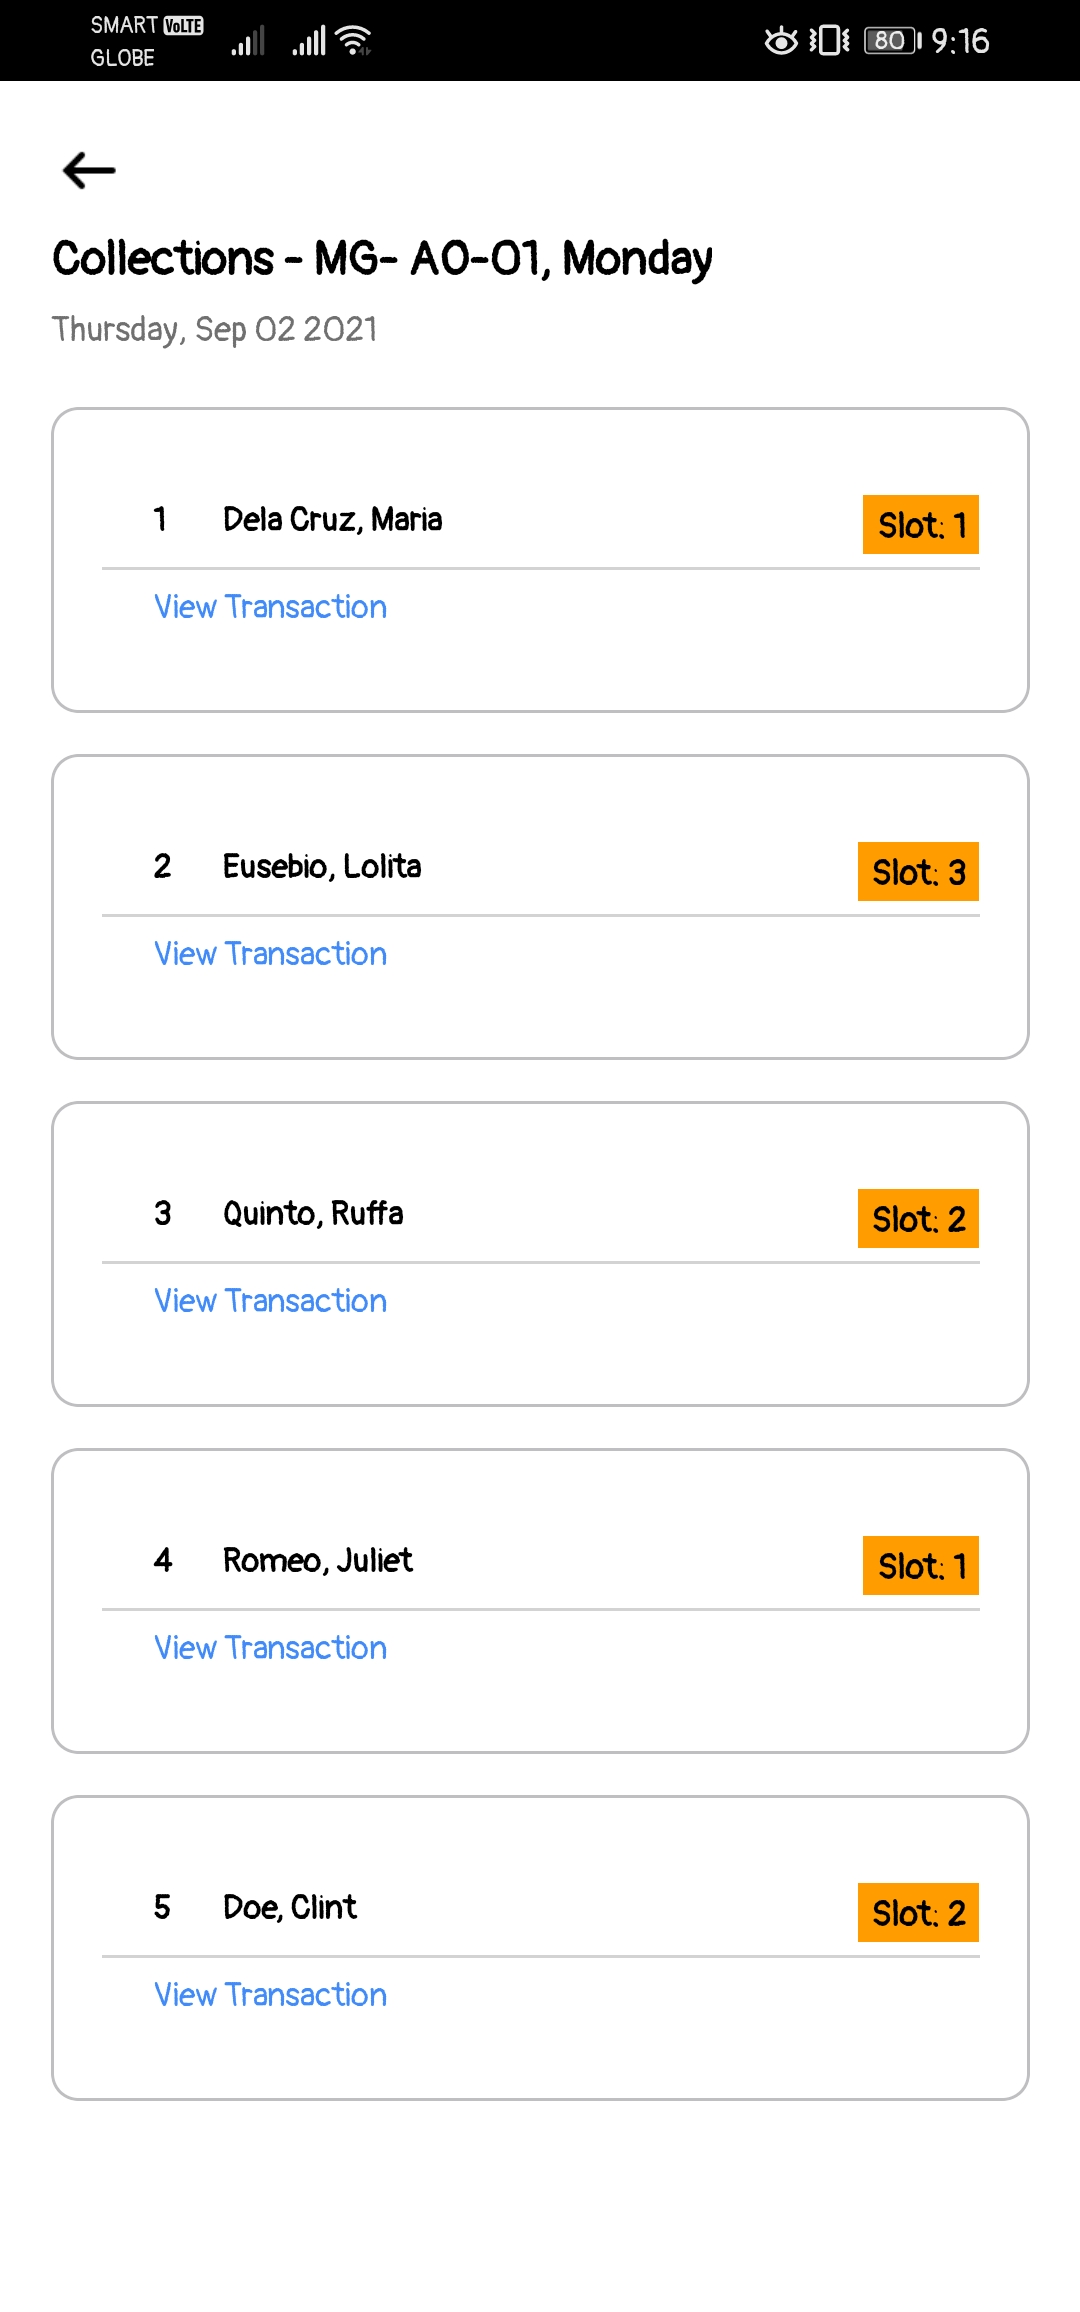 SMART VoLTE
GLOBE
80 9:16
Collections - MG- A0-01, Monday
Thursday, Sep 02 2021
1 Dela Cruz, Maria Slot: 1
View Transaction
2 Eusebio, Lolita Slot: 3
View Transaction
3 Quinto, Ruffa Slot: 2
View Transaction
4 Romeo, Juliet Slot: 1
View Transaction
5 Doe, Clint Slot: 2
View Transaction